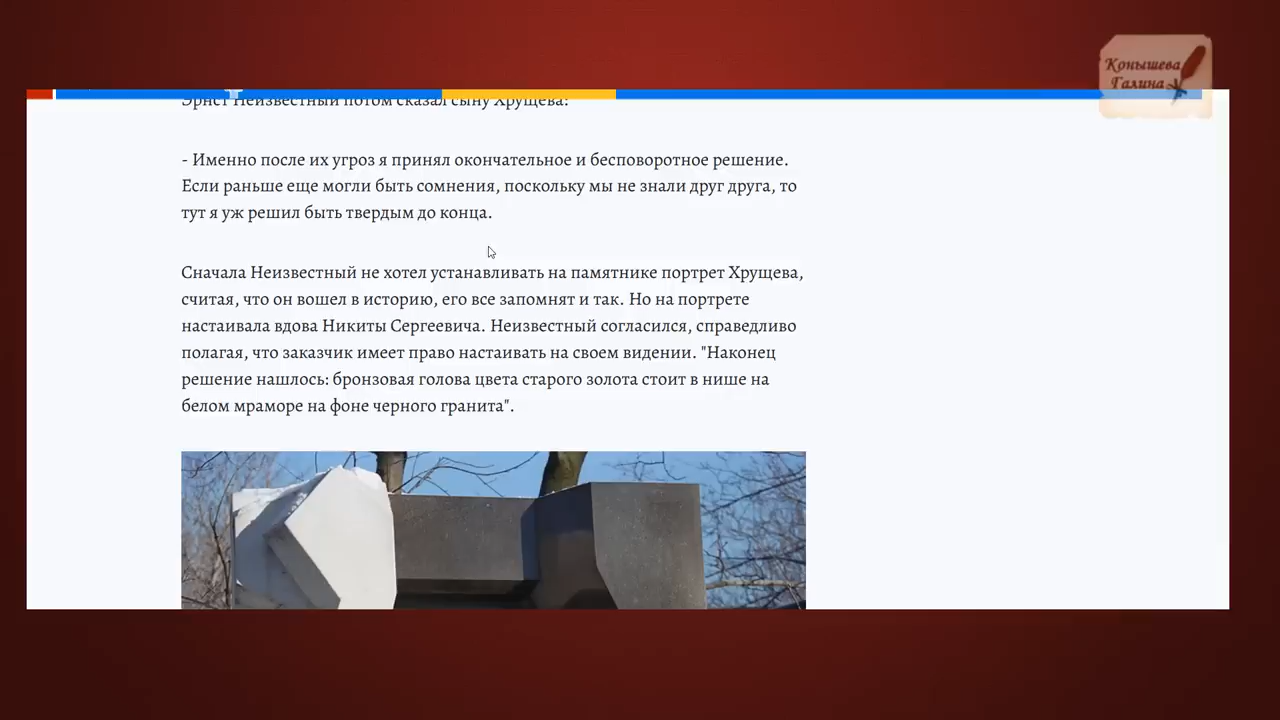 Конышева
Галина
Эрнст Неизвестный потом сказал сыну Хрущева:
- Именно после их угроз я принял окончательное и бесповоротное решение.
Если раньше еще могли быть сомнения, поскольку мы не знали друг друга, то
тут я уж решил быть твердым до конца.
Сначала Неизвестный не хотел устанавливать на памятнике портрет Хрущева,
считая, что он вошел в историю, его все запомнят и так. Но на портрете
настаивала вдова Никиты Сергеевича. Неизвестный согласился, справедливо
полагая, что заказчик имеет право настаивать на своем видении. "Наконец
решение нашлось: бронзовая голова цвета старого золота стоит в нише на
белом мраморе на фоне черного гранита".